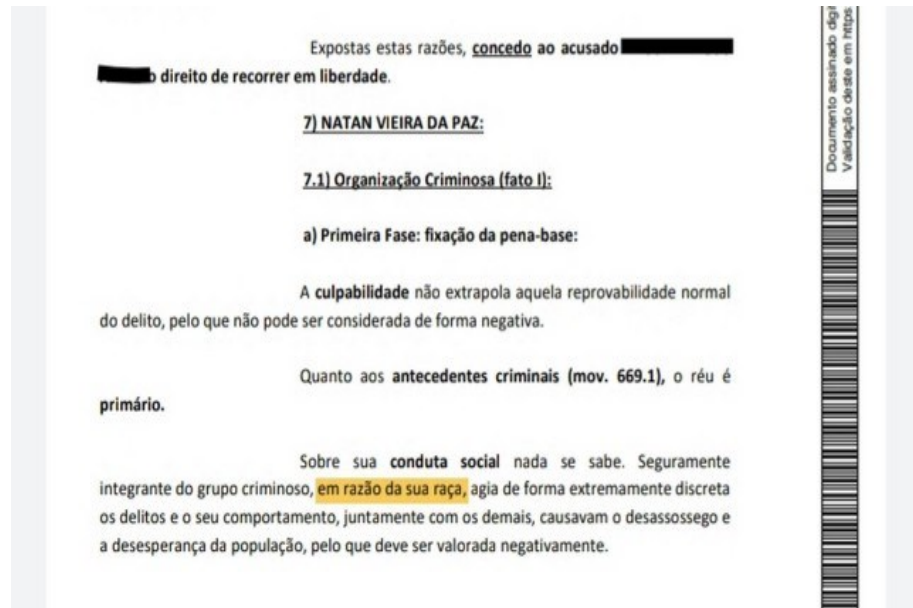 Expostas estas razões, concedo ao acusado
direito de recorrer em liberdade.
7) NATAN VIEIRA DA PAZ:
7.1) Organização Criminosa (fato I):
a) Primeira Fase: fixação da pena-base:
A culpabilidade não extrapola aquela reprovabilidade normal
do delito, pelo que não pode ser considerada de forma negativa.
Quanto aos antecedentes criminais (mov. 669.1), o réu é
primário.
Sobre sua conduta social nada se sabe. Seguramente
integrante do grupo criminoso, em razão da sua raça, agia de forma extremamente discreta
os delitos e o seu comportamento, juntamente com os demais, causavam o desassossego e
a desesperança da população, pelo que deve ser valorada negativamente.
Documento assinado digi
Validação deste em https